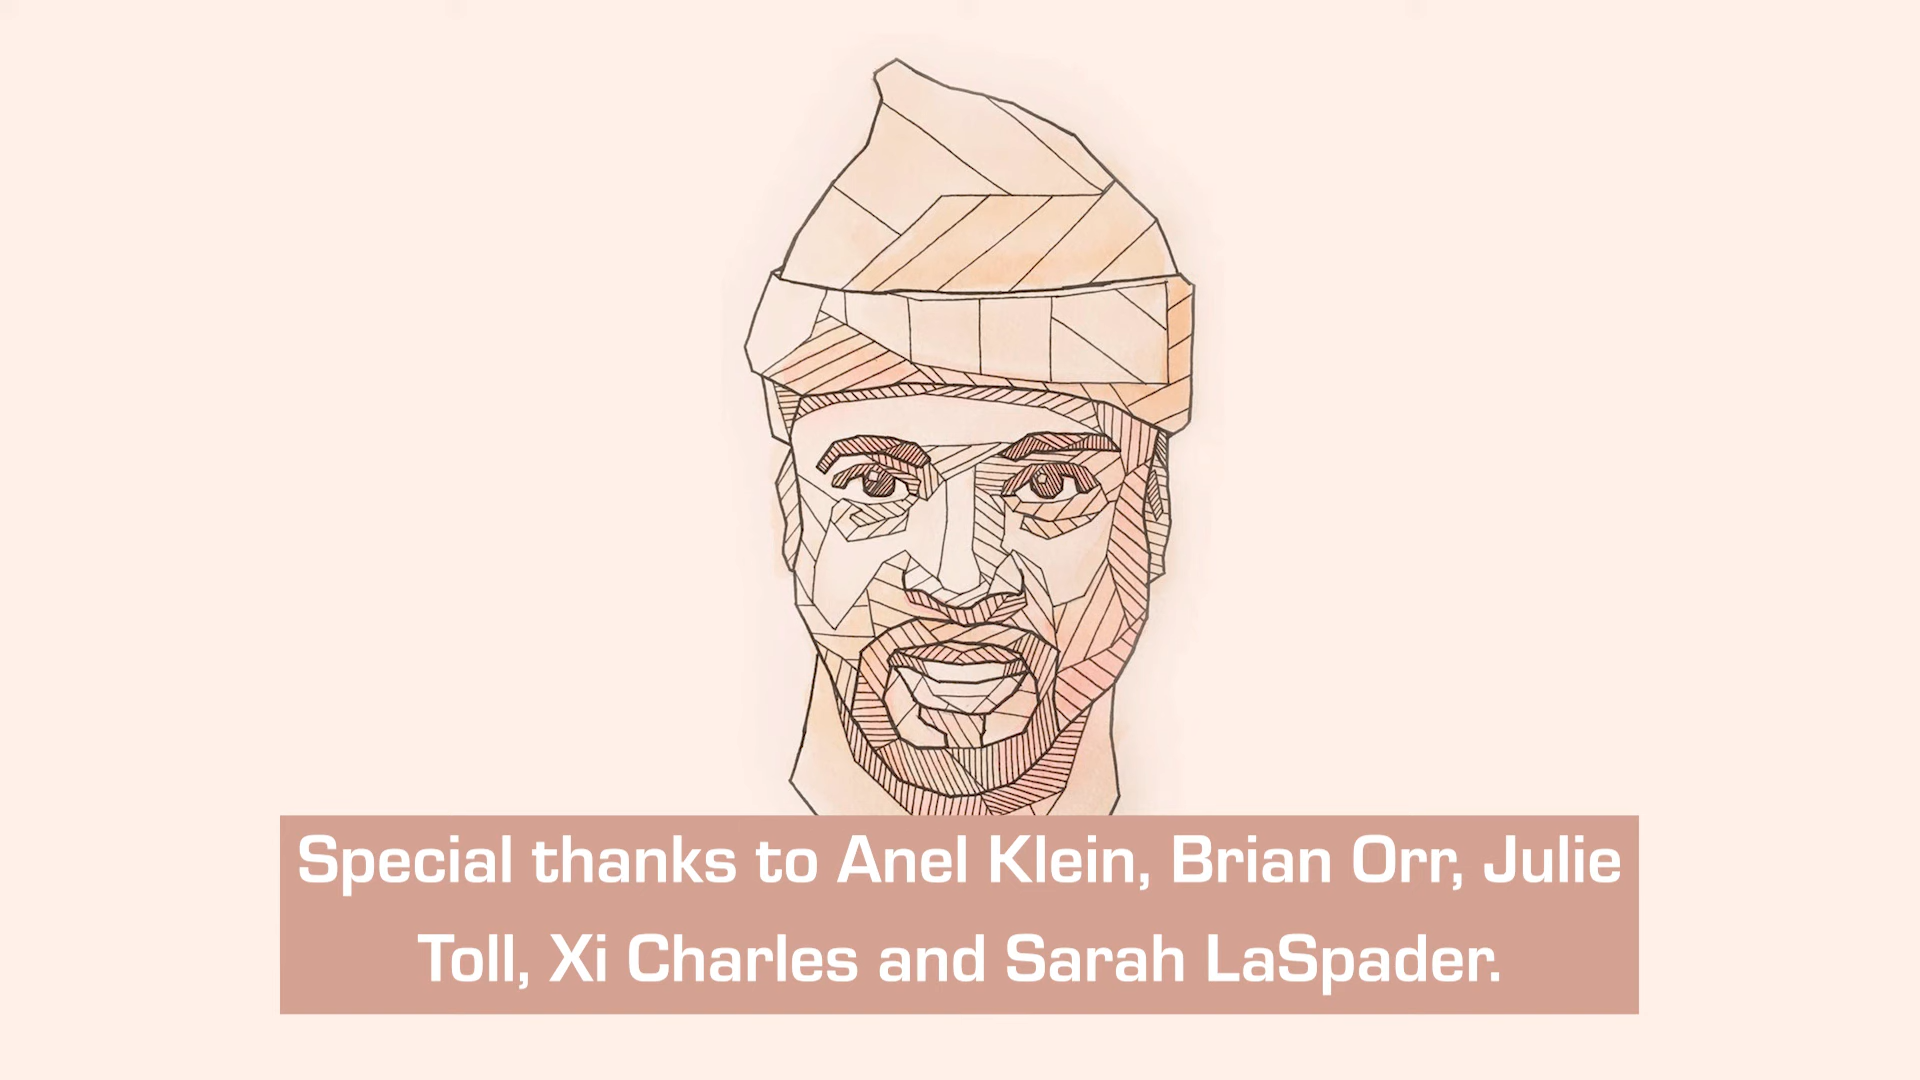 Special thanks to Anel Klein, Brian Orr, Julie
Toll, Xi Charles and Sarah LaSpader.